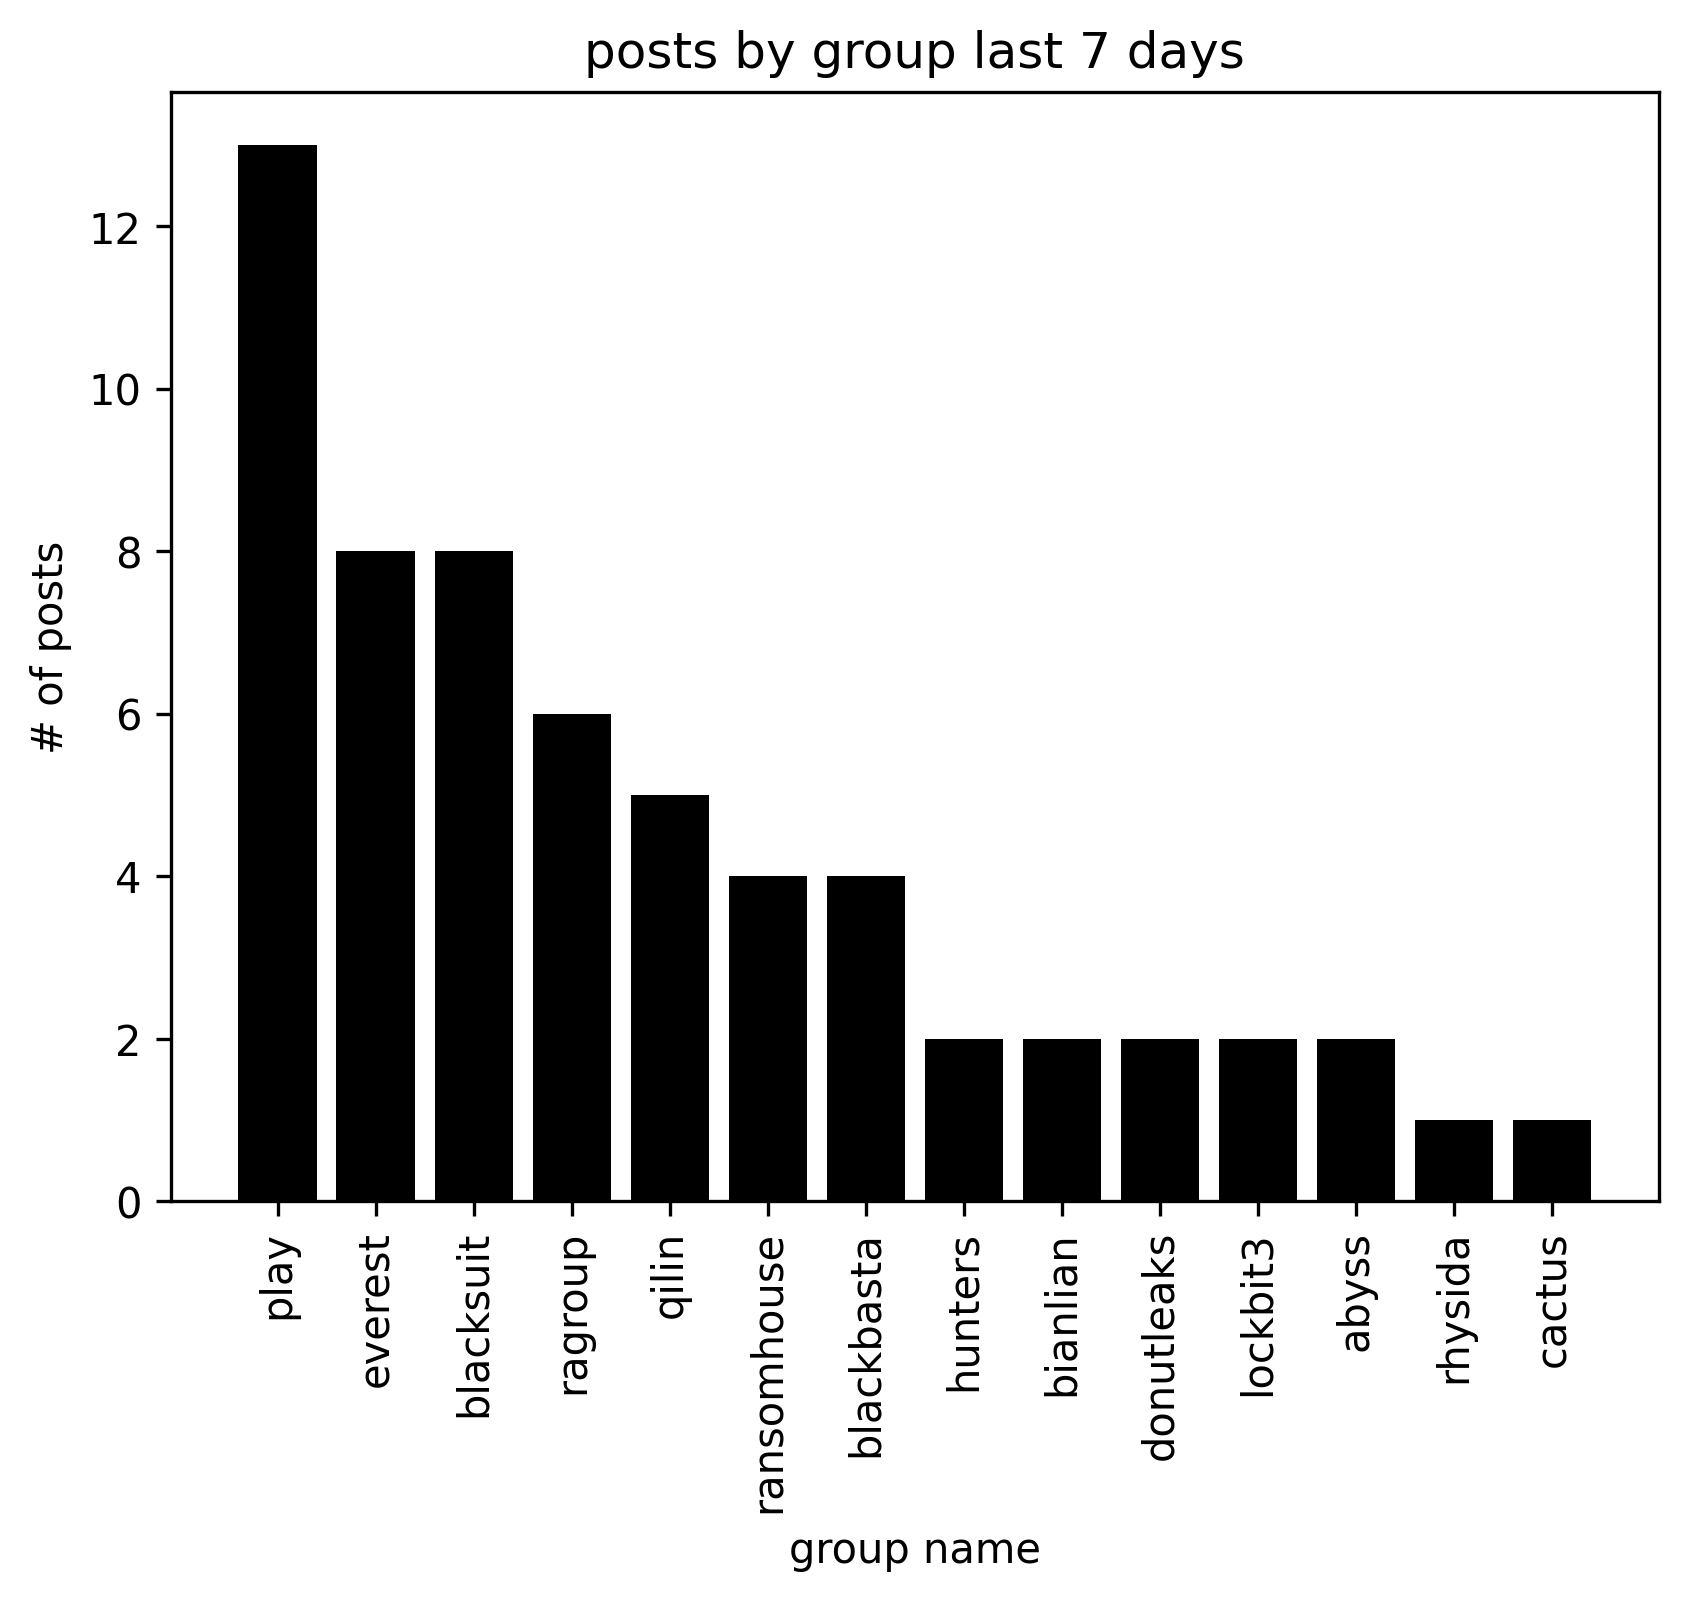 posts by group last 7 days
# of posts
12
10
8
6
4
2
0
play
everest
blacksuit
ragroup
qilin
ransomhouse
blackbasta
hunters
bianlian
donutleaks
lockbit3
abyss
rhysida
cactus
group name